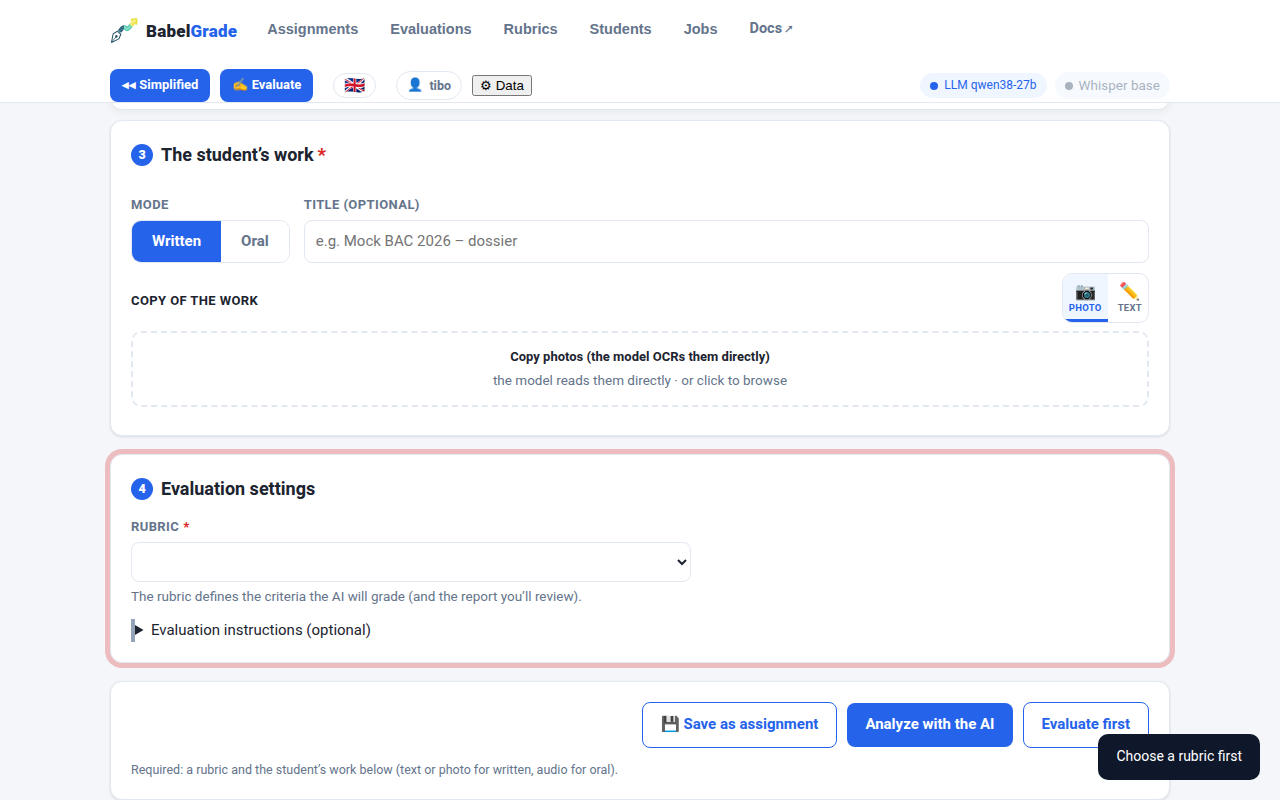 BabelGrade
Assignments
Evaluations
Rubrics
Students
Jobs
Docs↗
◂◂ Simplified
✍️ Evaluate
🇬🇧
👤 tibo
⚙ Data
LLM qwen38-27b
Whisper base
3 The student’s work *
MODE
TITLE (OPTIONAL)
Written
Oral
e.g. Mock BAC 2026 – dossier
COPY OF THE WORK
📷 PHOTO
✏️ TEXT
Copy photos (the model OCRs them directly)
the model reads them directly · or click to browse
4 Evaluation settings
RUBRIC *
The rubric defines the criteria the AI will grade (and the report you’ll review).
▶ Evaluation instructions (optional)
💾 Save as assignment
Analyze with the AI
Evaluate first
Required: a rubric and the student’s work below (text or photo for written, audio for oral).
Choose a rubric first